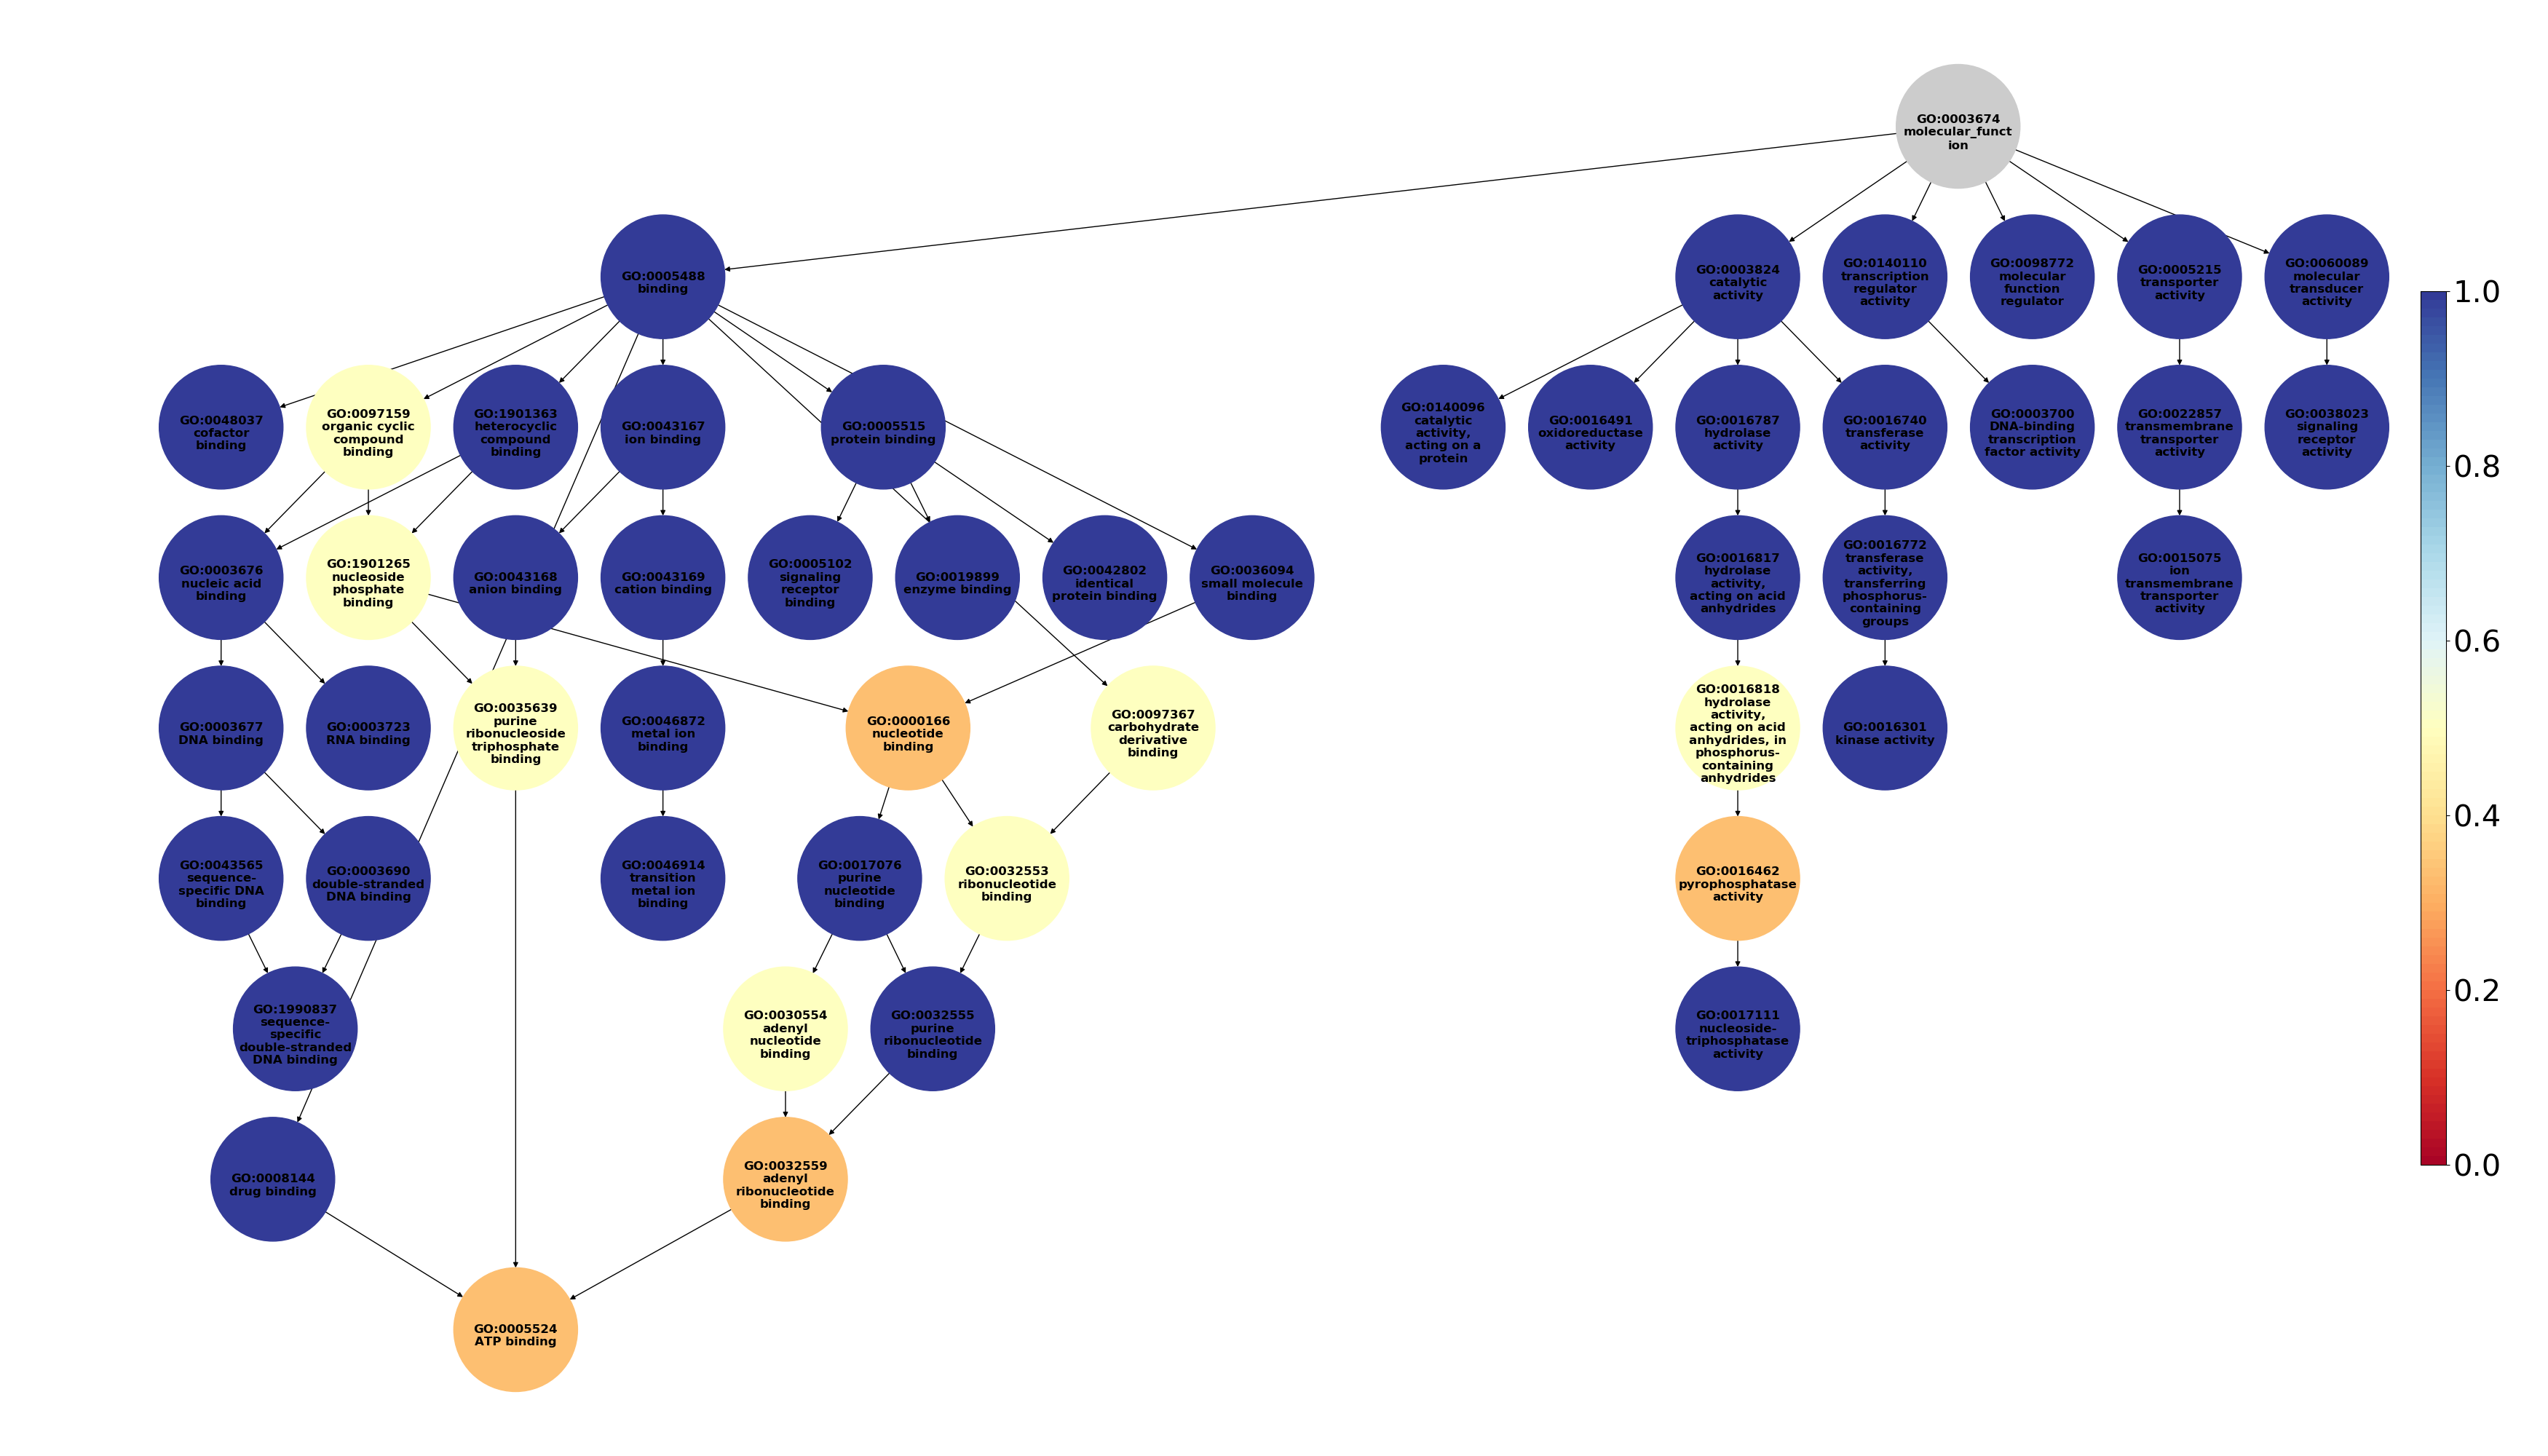 GO:0003674
molecular_funct
ion
GO:0005488
binding
GO:0003824
catalytic
activity
GO:0140110
transcription
regulator
activity
GO:0098772
molecular
function
regulator
GO:0005215
transporter
activity
GO:0060089
molecular
transducer
activity
GO:0048037
cofactor
binding
GO:0097159
organic cyclic
compound
binding
GO:1901363
heterocyclic
compound
binding
GO:0043167
ion binding
GO:0005515
protein binding
GO:0140096
catalytic
activity,
acting on a
protein
GO:0016491
oxidoreductase
activity
GO:0016787
hydrolase
activity
GO:0016740
transferase
activity
GO:0003700
DNA-binding
transcription
factor activity
GO:0022857
transmembrane
transporter
activity
GO:0038023
signaling
receptor
activity
GO:0003676
nucleic acid
binding
GO:1901265
nucleoside
phosphate
binding
GO:0043168
anion binding
GO:0043169
cation binding
GO:0005102
signaling
receptor
binding
GO:0019899
enzyme binding
GO:0042802
identical
protein binding
GO:0036094
small molecule
binding
GO:0016817
hydrolase
activity,
acting on acid
anhydrides
GO:0016772
transferase
activity,
transferring
phosphorus-
containing
groups
GO:0015075
ion
transmembrane
transporter
activity
GO:0003677
DNA binding
GO:0003723
RNA binding
GO:0035639
purine
ribonucleoside
triphosphate
binding
GO:0046872
metal ion
binding
GO:0000166
nucleotide
binding
GO:0097367
carbohydrate
derivative
binding
GO:0016818
hydrolase
activity,
acting on acid
anhydrides, in
phosphorus-
containing
anhydrides
GO:0016301
kinase activity
GO:0043565
sequence-
specific DNA
binding
GO:0003690
double-stranded
DNA binding
GO:0046914
transition
metal ion
binding
GO:0017076
purine
nucleotide
binding
GO:0032553
ribonucleotide
binding
GO:0016462
pyrophosphatase
activity
GO:1990837
sequence-
specific
double-stranded
DNA binding
GO:0030554
adenyl
nucleotide
binding
GO:0032555
purine
ribonucleotide
binding
GO:0017111
nucleoside-
triphosphatase
activity
GO:0008144
drug binding
GO:0032559
adenyl
ribonucleotide
binding
GO:0005524
ATP binding
1.0
0.8
0.6
0.4
0.2
0.0